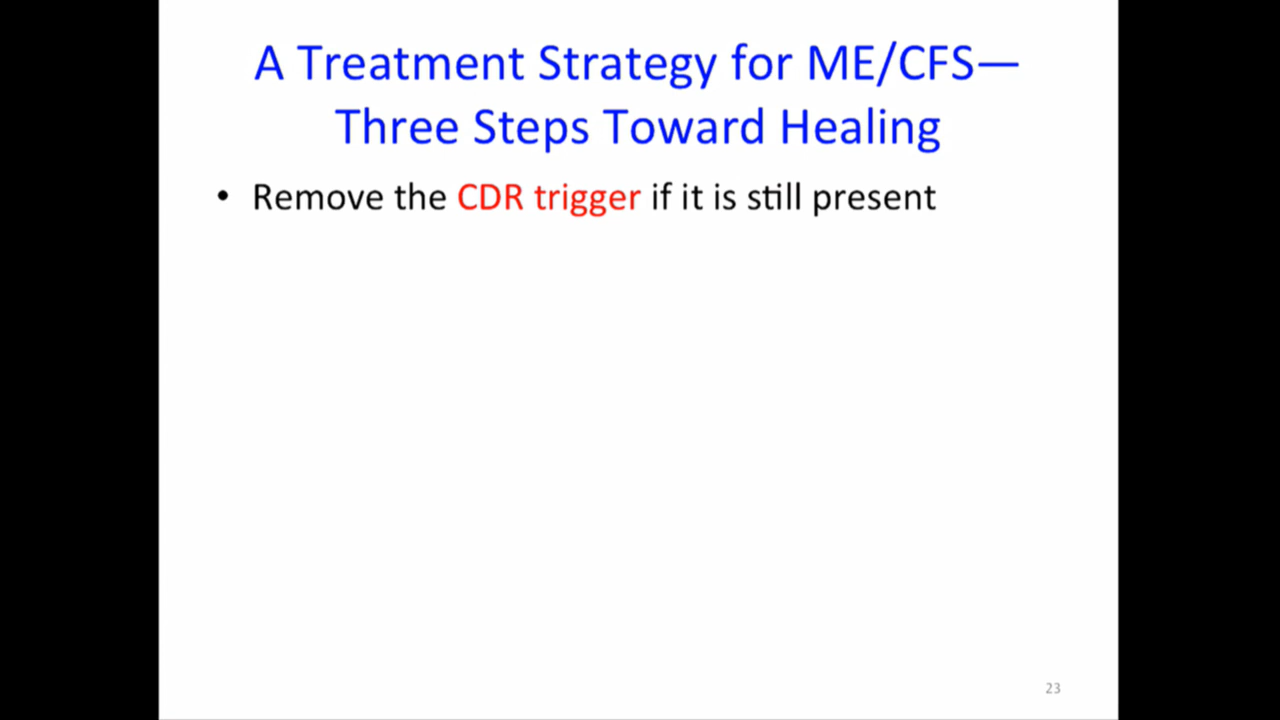 A Treatment Strategy for ME/CFS—
Three Steps Toward Healing
• Remove the CDR trigger if it is still present
23